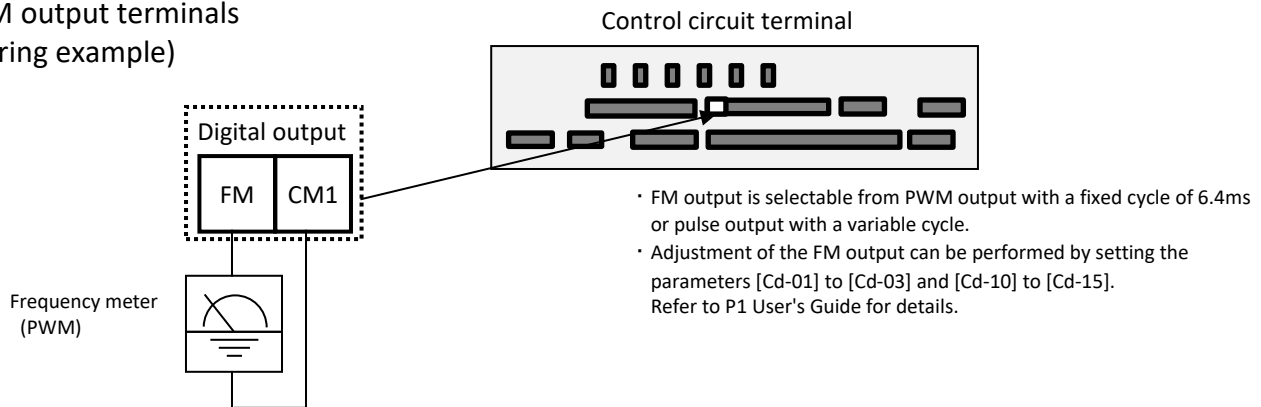 M output terminals
ring example)
Control circuit terminal
Digital output
FM CM1
Frequency meter
(PWM)
・FM output is selectable from PWM output with a fixed cycle of 6.4ms
or pulse output with a variable cycle.
・Adjustment of the FM output can be performed by setting the
parameters [Cd-01] to [Cd-03] and [Cd-10] to [Cd-15].
Refer to P1 User's Guide for details.